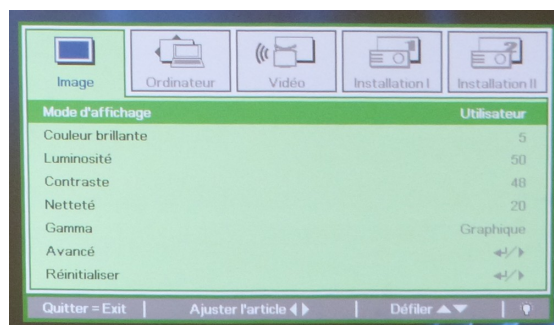 Image Ordinateur Vidéo Installation I Installation II
Mode d'affichage Utilisateur
Couleur brillante 5
Luminosité 50
Contraste 48
Netteté 20
Gamma Graphique
Avancé
Réinitialiser
Quitter = Exit Ajuster l'article Défiler